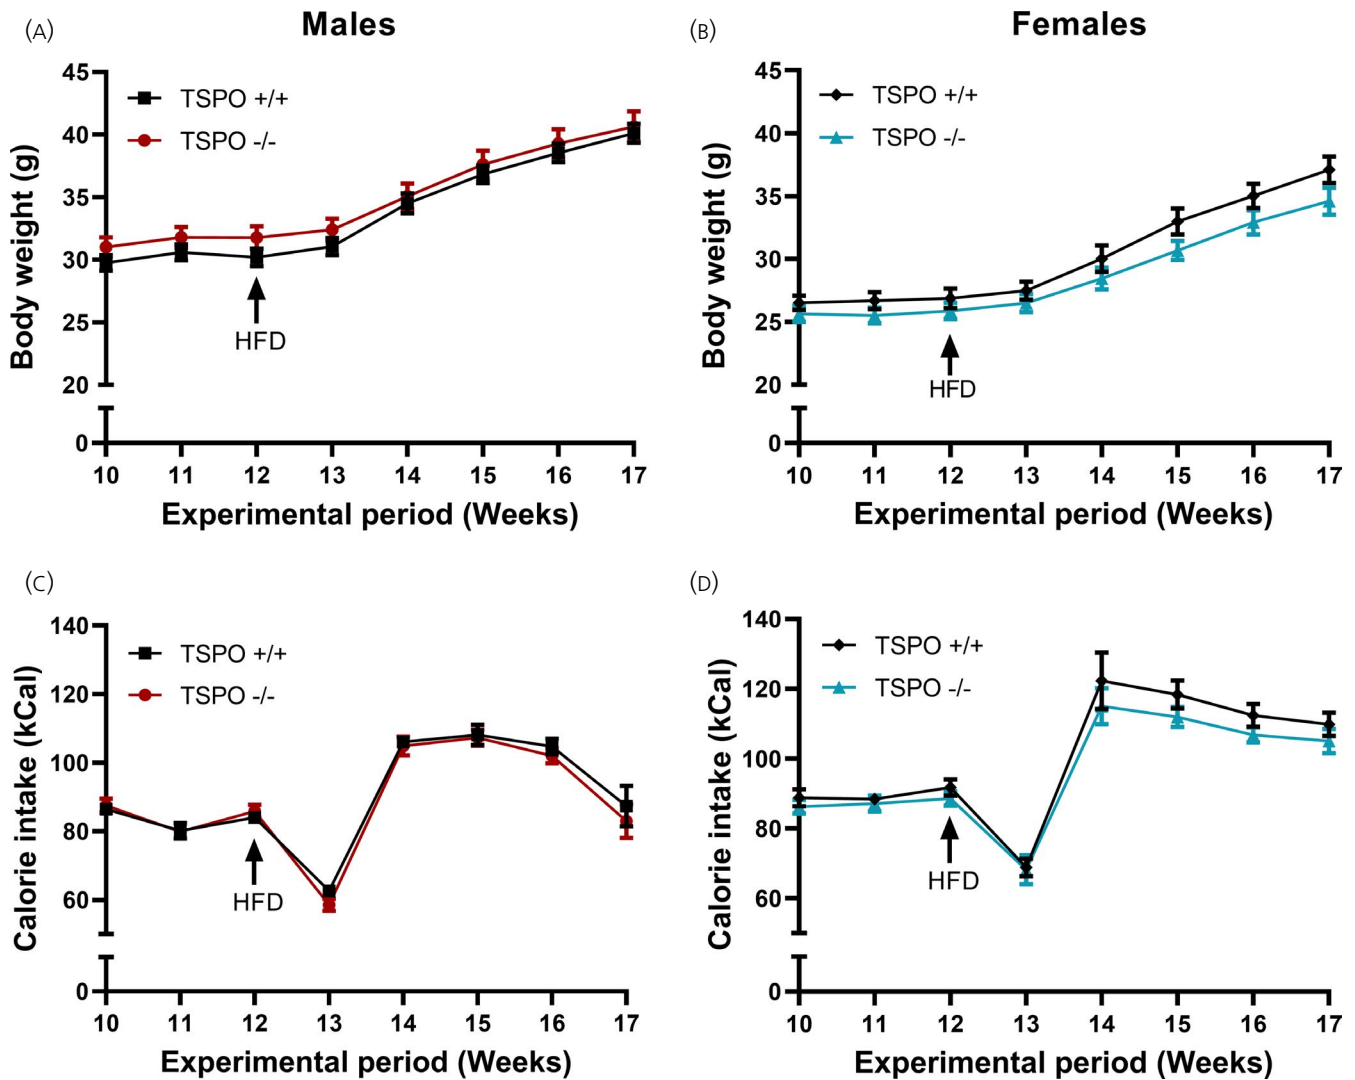 (A)
Males
45
40
35
30
25
20
0
Body weight (g)
TSPO +/+
TSPO -/-
HFD
10 11 12 13 14 15 16 17
Experimental period (Weeks)
(B)
Females
45
40
35
30
25
20
0
Body weight (g)
TSPO +/+
TSPO -/-
HFD
10 11 12 13 14 15 16 17
Experimental period (Weeks)
(C)
140
120
100
80
60
0
Calorie intake (kCal)
TSPO +/+
TSPO -/-
HFD
10 11 12 13 14 15 16 17
Experimental period (Weeks)
(D)
140
120
100
80
60
0
Calorie intake (kCal)
TSPO +/+
TSPO -/-
HFD
10 11 12 13 14 15 16 17
Experimental period (Weeks)